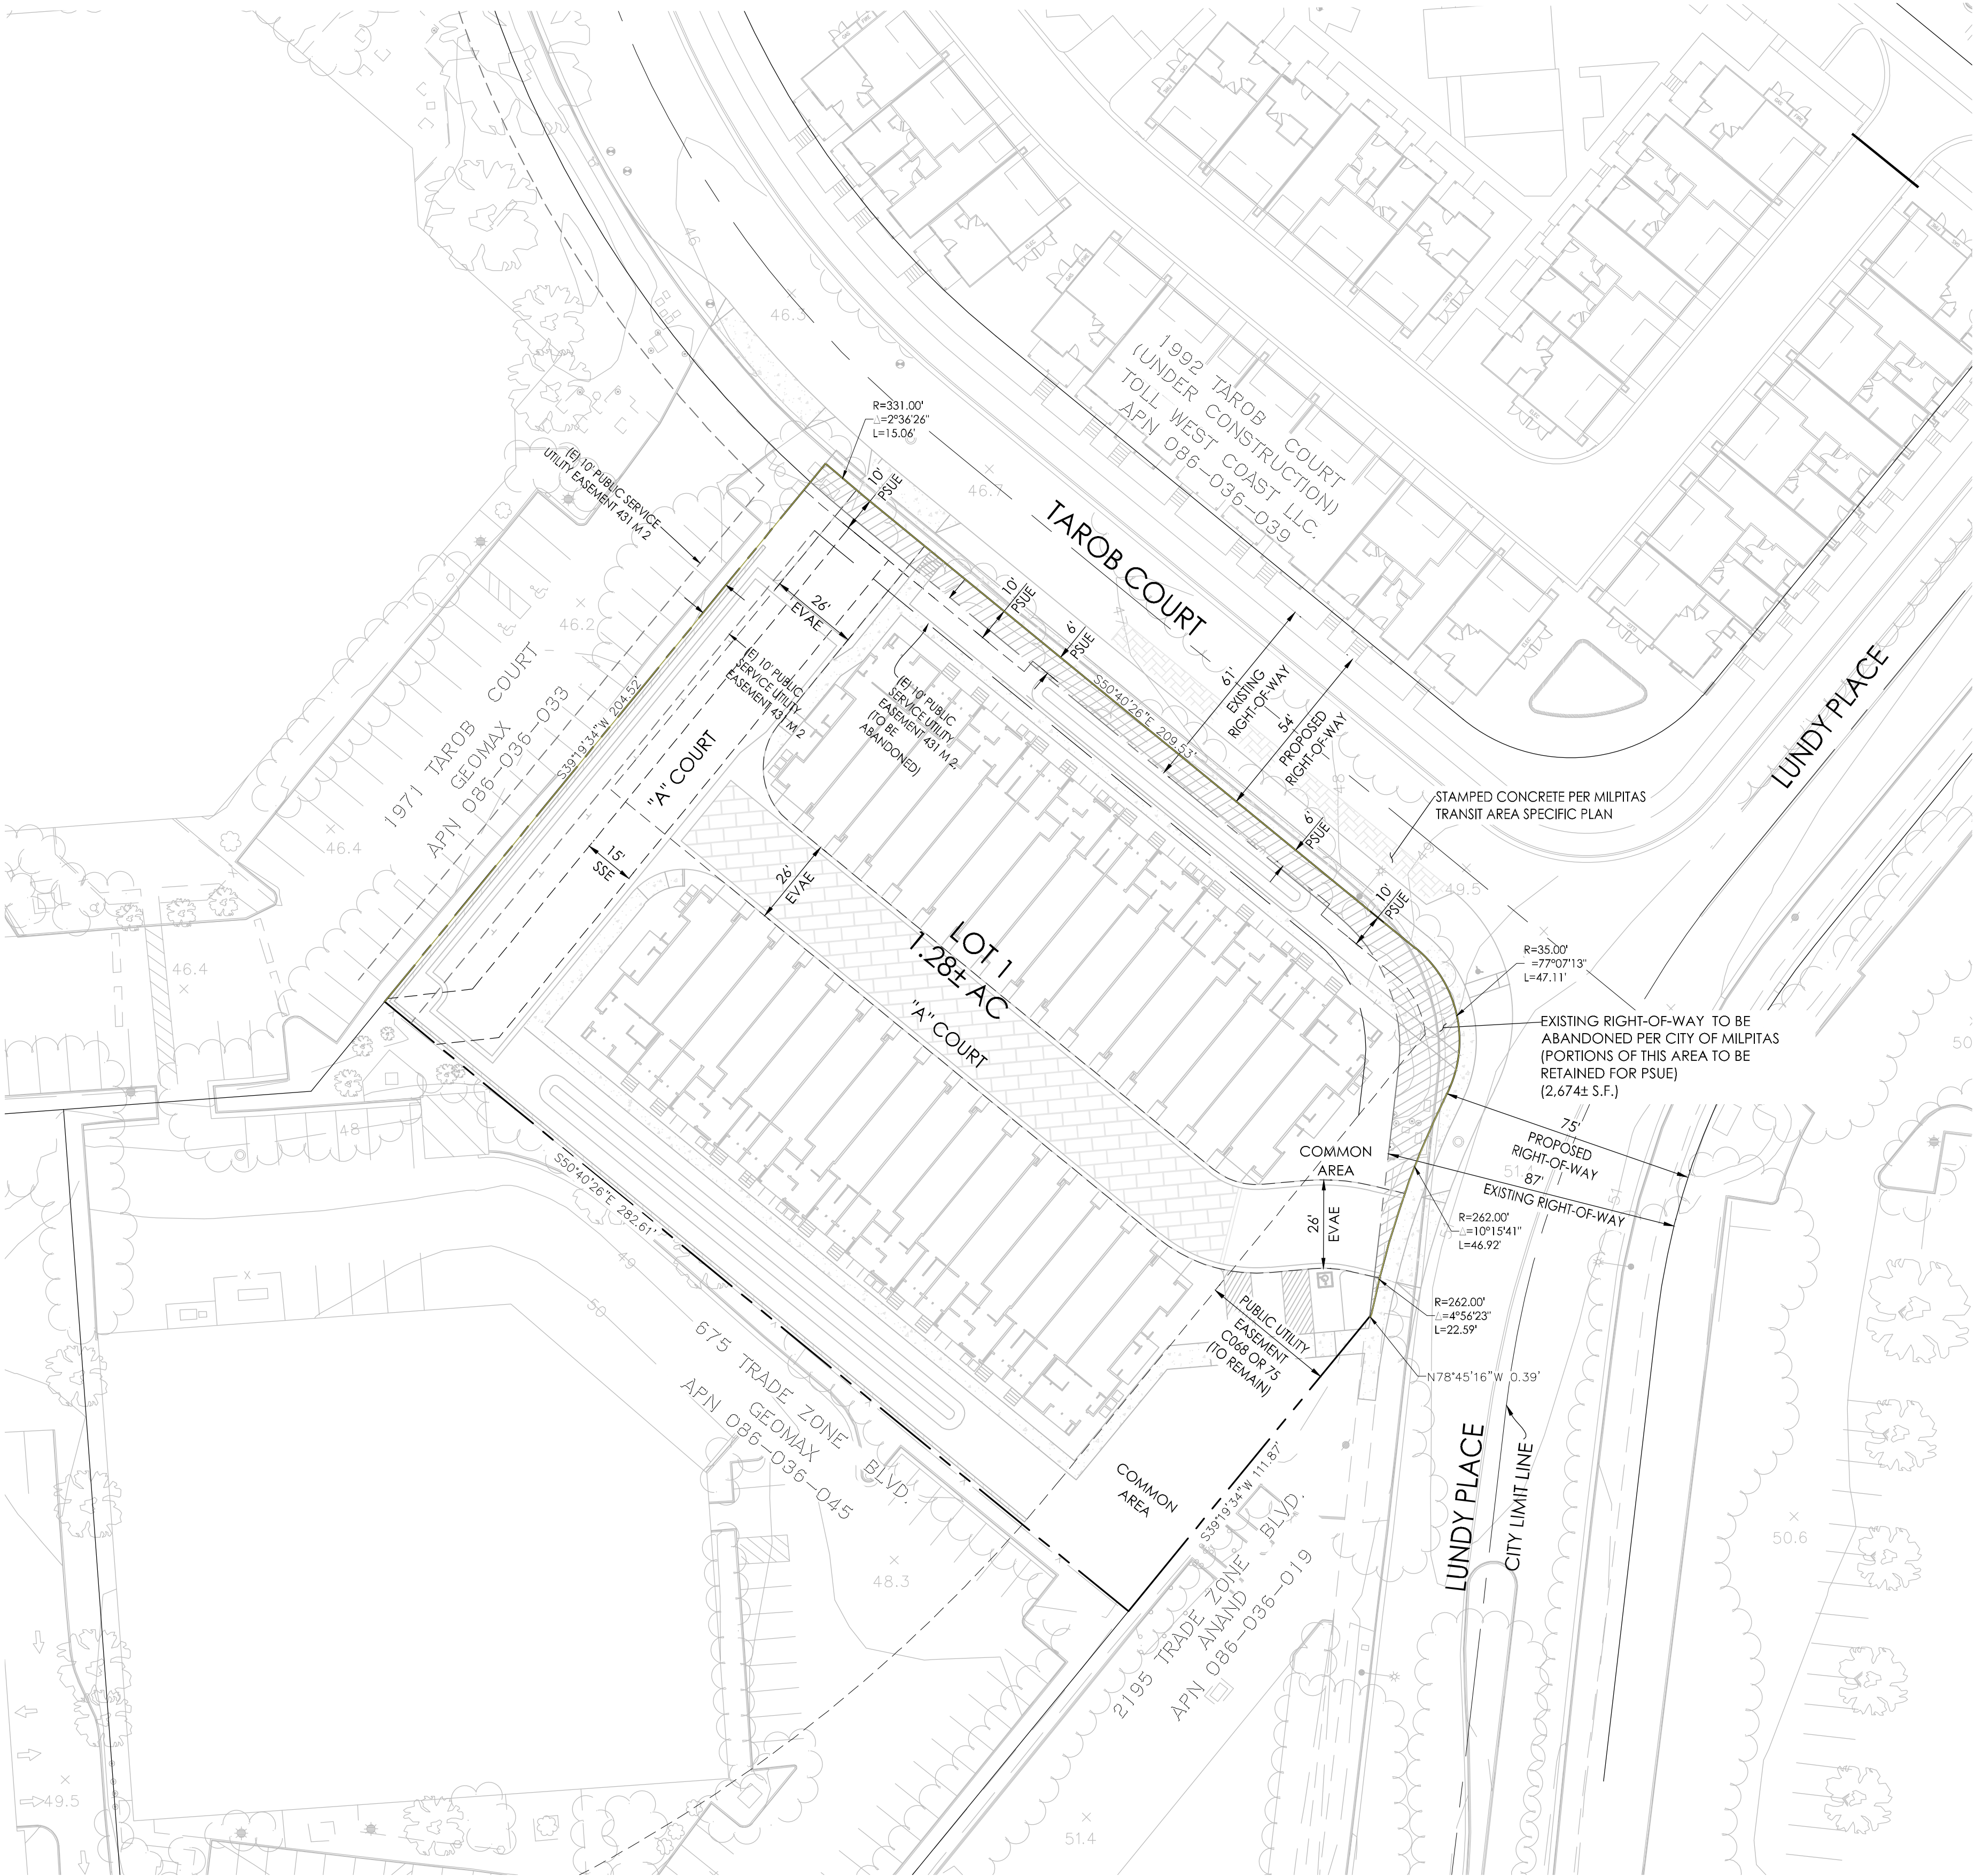 46
46.3
1992 TAROB COURT
(UNDER CONSTRUCTION)
TOLL WEST COAST LLC.
APN 086-036-039
R=331.00'
△=2°36'26"
L=15.06'
(E) 10' PUBLIC SERVICE
UTILITY EASEMENT 431 M 2
10'
PSUE
46.7
TAROB COURT
46.2
26'
EVAE
10'
PSUE
6'
PSUE
(E) 10' PUBLIC
SERVICE UTILITY
EASEMENT 431 M 2
(E) 10' PUBLIC
SERVICE UTILITY
EASEMENT 431 M 2,
(TO BE
ABANDONED)
S50°40'26"E 209.53'
61'
EXISTING
RIGHT-OF-WAY
54'
PROPOSED
RIGHT-OF-WAY
LUNDY PLACE
1971 TAROB COURT
GEOMAX
APN 086-036-033
S39°19'34"W 204.52'
"A" COURT
STAMPED CONCRETE PER MILPITAS
TRANSIT AREA SPECIFIC PLAN
46.4
15'
SSE
26'
EVAE
6'
PSUE
49
49.5
10'
PSUE
46.4
LOT 1
1.28± AC
"A" COURT
R=35.00'
=77°07'13"
L=47.11'
EXISTING RIGHT-OF-WAY TO BE
ABANDONED PER CITY OF MILPITAS
(PORTIONS OF THIS AREA TO BE
RETAINED FOR PSUE)
(2,674± S.F.)
50
48
75'
PROPOSED
RIGHT-OF-WAY
51.4
87'
EXISTING RIGHT-OF-WAY
51
COMMON
AREA
S50°40'26"E 282.61'
26'
EVAE
R=262.00'
△=10°15'41"
L=46.92'
49
50
R=262.00'
△=4°56'23"
L=22.59'
PUBLIC UTILITY
EASEMENT
C068 OR 75
(TO REMAIN)
N78°45'16"W 0.39'
675 TRADE ZONE BLVD.
GEOMAX
APN 086-036-045
COMMON
AREA
S39°19'34"W 111.87'
LUNDY PLACE
CITY LIMIT LINE
50.6
48.3
2195 TRADE ZONE BLVD.
ANAND
APN 086-036-019
49.5
51.4